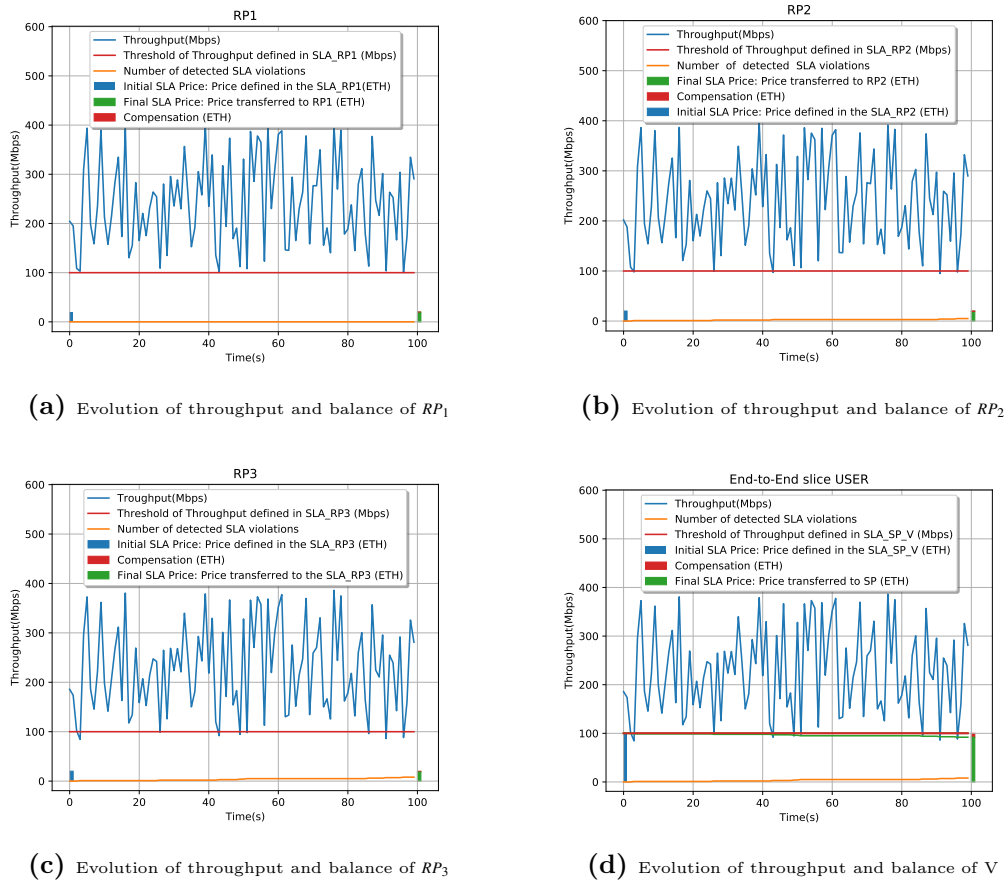 RP1
Throughput(Mbps)
Threshold of Throughput defined in SLA_RP1 (Mbps)
Number of detected SLA violations
Initial SLA Price: Price defined in the SLA_RP1(ETH)
Final SLA Price: Price transferred to RP1 (ETH)
Compensation (ETH)
Throughput(Mbps)
600
500
400
300
200
100
0
0 20 40 60 80 100
Time(s)
(a) Evolution of throughput and balance of RP1
RP2
Throughput(Mbps)
Threshold of Throughput defined in SLA_RP2 (Mbps)
Number of detected SLA violations
Final SLA Price: Price transferred to RP2 (ETH)
Compensation (ETH)
Initial SLA Price: Price defined in the SLA_RP2 (ETH)
Throughput(Mbps)
600
500
400
300
200
100
0
0 20 40 60 80 100
Time(s)
(b) Evolution of throughput and balance of RP2
RP3
Troughput(Mbps)
Threshold of Throughput defined in SLA_RP3 (Mbps)
Number of detected SLA violations
Initial SLA Price: Price defined in the SLA_RP3 (ETH)
Compensation (ETH)
Final SLA Price: Price transferred to the SLA_RP3 (ETH)
Throughput(Mbps)
600
500
400
300
200
100
0
0 20 40 60 80 100
Time(s)
(c) Evolution of throughput and balance of RP3
End-to-End slice USER
Throughput(Mbps)
Number of detected SLA violations
Threshold of Throughput defined in SLA_SP_V (Mbps)
Initial SLA Price: Price defined in the SLA_SP_V (ETH)
Compensation (ETH)
Final SLA Price: Price transferred to SP (ETH)
Throughput(Mbps)
600
500
400
300
200
100
0
0 20 40 60 80 100
Time(s)
(d) Evolution of throughput and balance of V